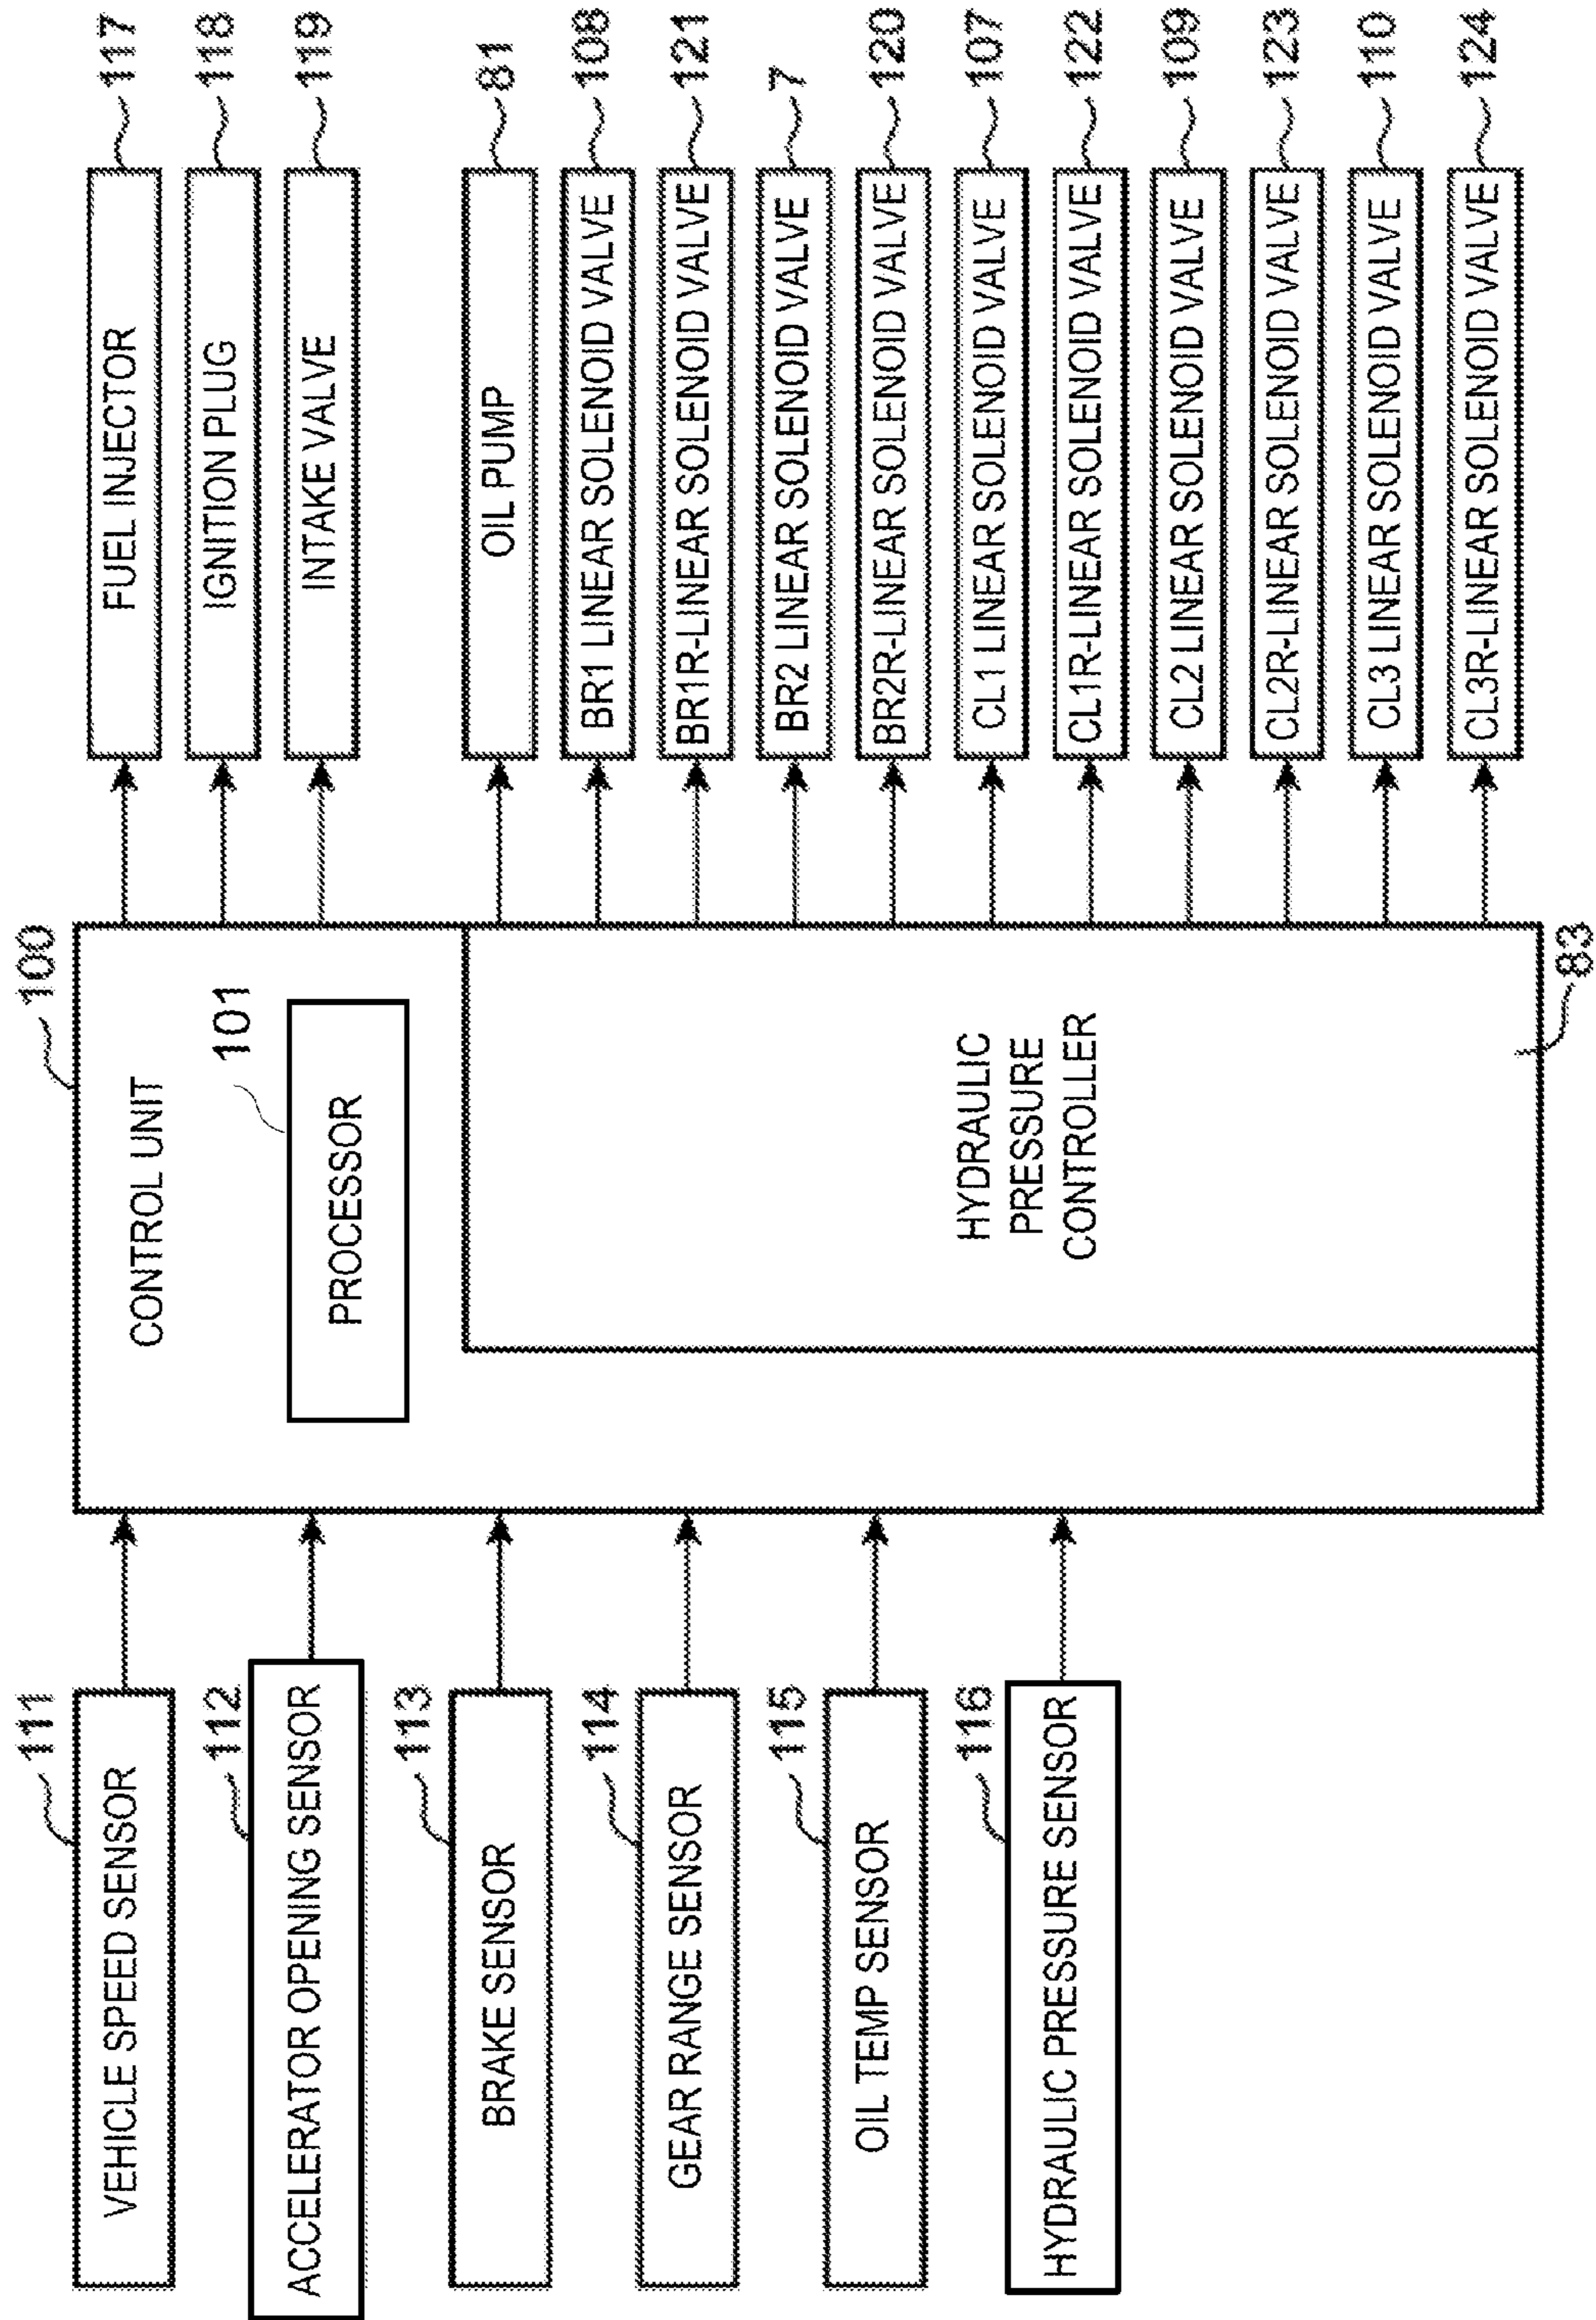 111
VEHICLE SPEED SENSOR
112
ACCELERATOR OPENING SENSOR
113
BRAKE SENSOR
114
GEAR RANGE SENSOR
115
OIL TEMP SENSOR
116
HYDRAULIC PRESSURE SENSOR
100
CONTROL UNIT
101
PROCESSOR
HYDRAULIC
PRESSURE
CONTROLLER
83
FUEL INJECTOR 117
IGNITION PLUG 118
INTAKE VALVE 119
OIL PUMP 81
BR1 LINEAR SOLENOID VALVE 108
BR1R-LINEAR SOLENOID VALVE 121
BR2 LINEAR SOLENOID VALVE 7
BR2R-LINEAR SOLENOID VALVE 120
CL1 LINEAR SOLENOID VALVE 107
CL1R-LINEAR SOLENOID VALVE 122
CL2 LINEAR SOLENOID VALVE 109
CL2R-LINEAR SOLENOID VALVE 123
CL3 LINEAR SOLENOID VALVE 110
CL3R-LINEAR SOLENOID VALVE 124